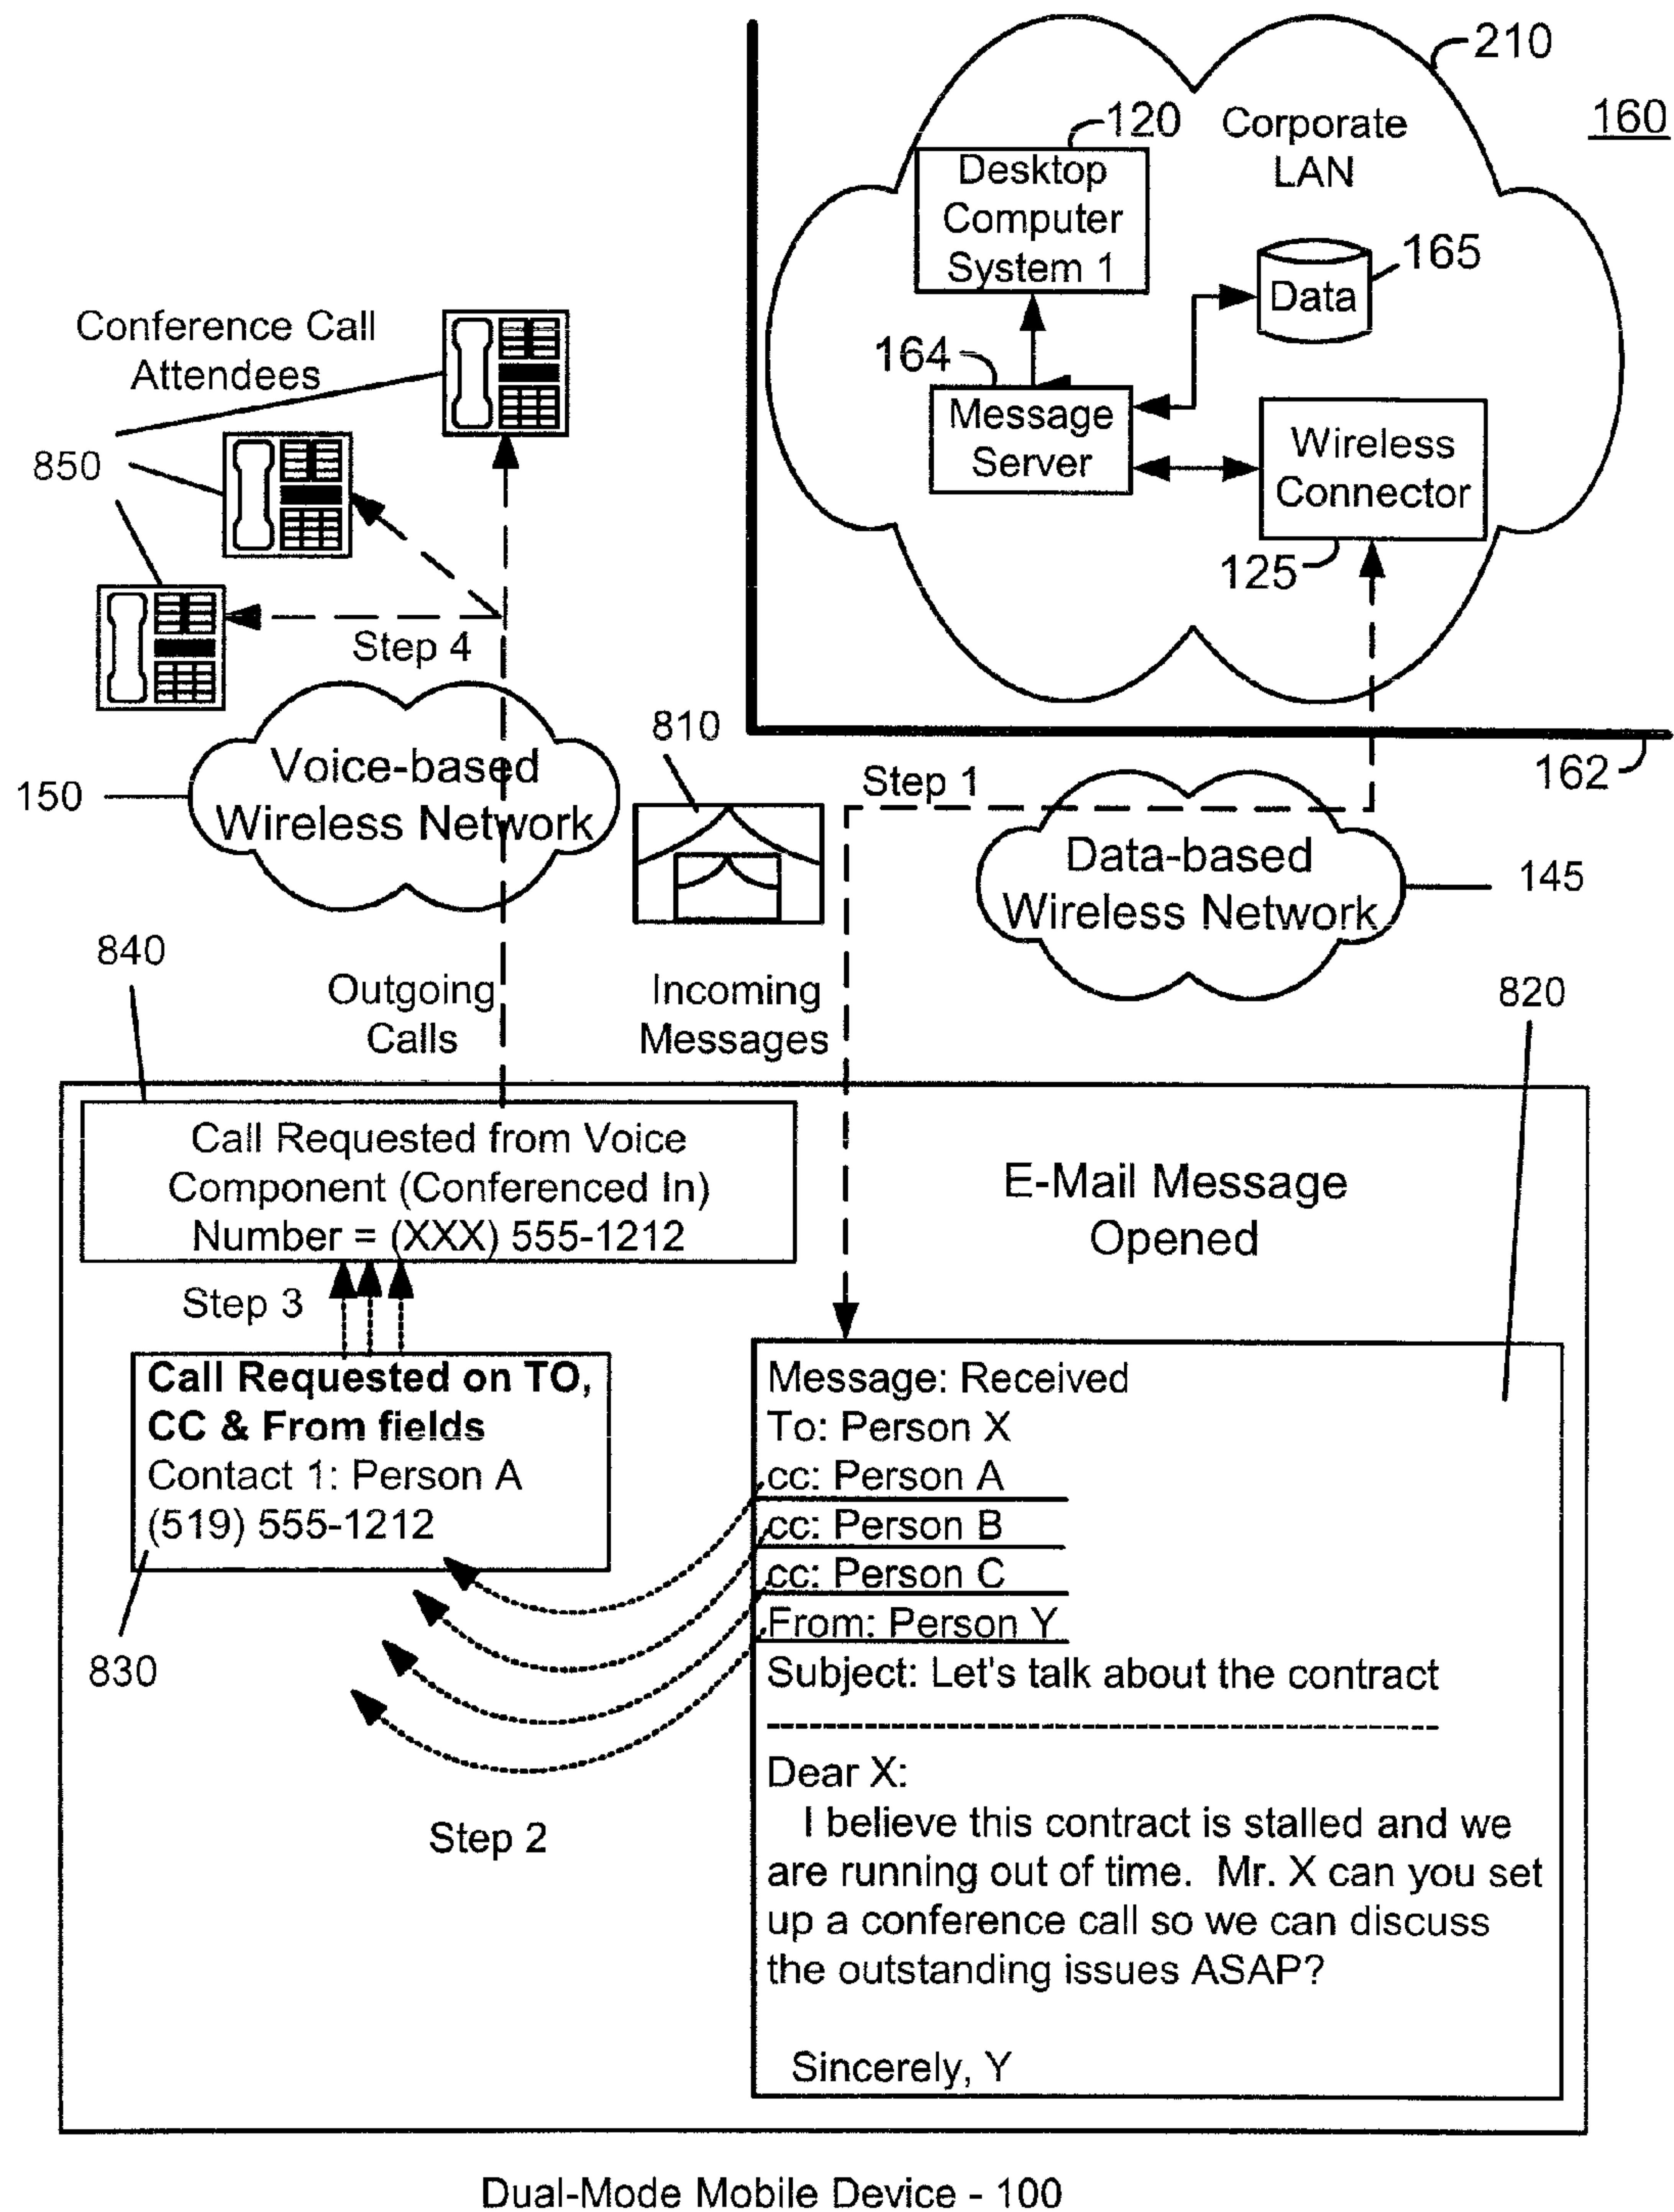 210
160
120
Corporate
LAN
Desktop
Computer
System 1
165
Data
Conference Call
Attendees
164
Message
Server
Wireless
Connector
850
125
Step 4
810
162
Step 1
Voice-based
Wireless Network
150
Data-based
Wireless Network
145
840
Outgoing
Calls
Incoming
Messages
820
Call Requested from Voice
Component (Conferenced In)
Number = (XXX) 555-1212
E-Mail Message
Opened
Step 3
Call Requested on TO,
CC & From fields
Contact 1: Person A
(519) 555-1212
830
Message: Received
To: Person X
cc: Person A
cc: Person B
cc: Person C
From: Person Y
Subject: Let's talk about the contract
Step 2
Dear X:
I believe this contract is stalled and we
are running out of time. Mr. X can you set
up a conference call so we can discuss
the outstanding issues ASAP?
Sincerely, Y
Dual-Mode Mobile Device - 100